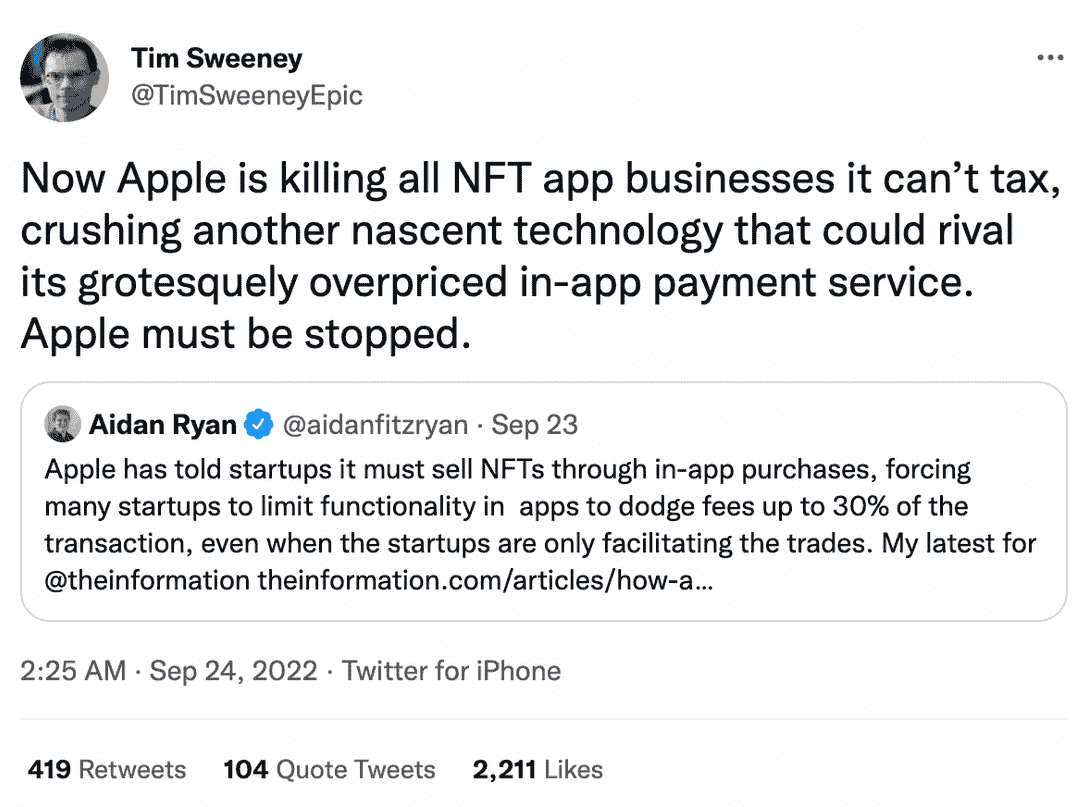 Tim Sweeney
@TimSweeneyEpic
Now Apple is killing all NFT app businesses it can’t tax,
crushing another nascent technology that could rival
its grotesquely overpriced in-app payment service.
Apple must be stopped.
Aidan Ryan @aidanfitzryan · Sep 23
Apple has told startups it must sell NFTs through in-app purchases, forcing
many startups to limit functionality in  apps to dodge fees up to 30% of the
transaction, even when the startups are only facilitating the trades. My latest for
@theinformation theinformation.com/articles/how-a…
2:25 AM · Sep 24, 2022 · Twitter for iPhone
419 Retweets 104 Quote Tweets 2,211 Likes